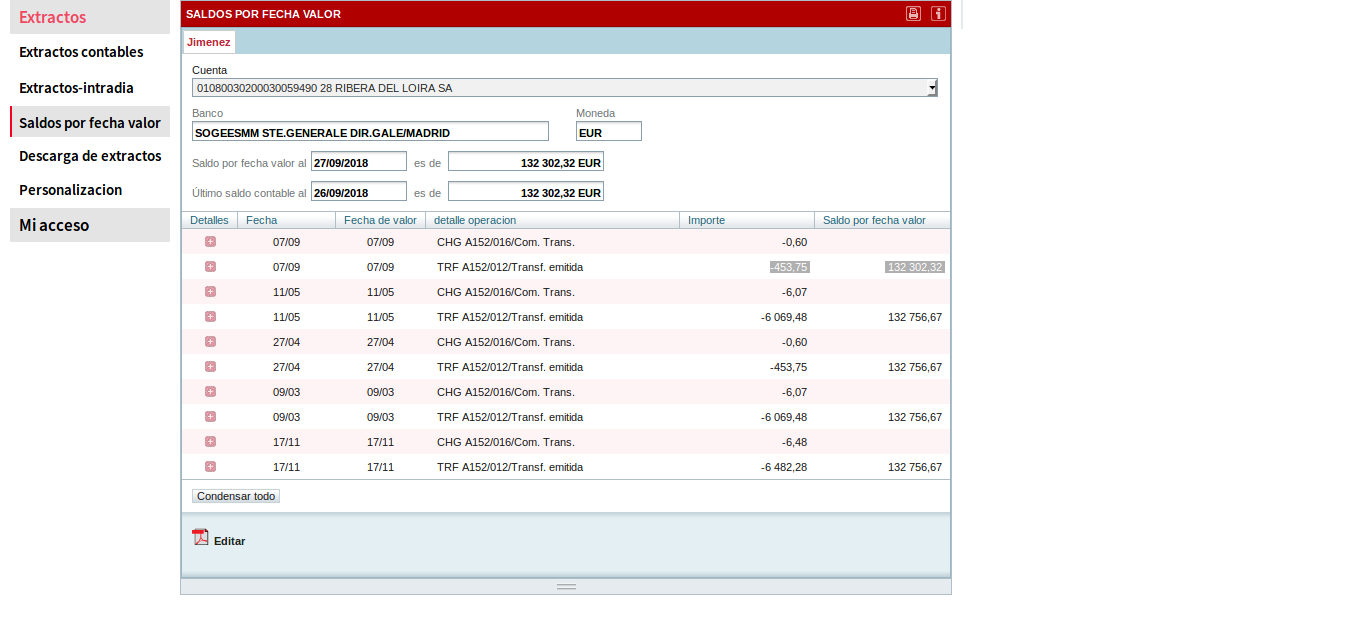 Extractos
Extractos contables
Extractos-intradia
Saldos por fecha valor
Descarga de extractos
Personalizacion
Mi acceso
SALDOS POR FECHA VALOR
Jimenez
Cuenta
01080030200030059490 28 RIBERA DEL LOIRA SA
Banco Moneda
SOGEESMM STE.GENERALE DIR.GALE/MADRID EUR
Saldo por fecha valor al 27/09/2018 es de 132 302,32 EUR
Último saldo contable al 26/09/2018 es de 132 302,32 EUR
Detalles Fecha Fecha de valor detalle operacion Importe Saldo por fecha valor
07/09 07/09 CHG A152/016/Com. Trans. -0,60
07/09 07/09 TRF A152/012/Transf. emitida -453,75 132 302,32
11/05 11/05 CHG A152/016/Com. Trans. -6,07
11/05 11/05 TRF A152/012/Transf. emitida -6 069,48 132 756,67
27/04 27/04 CHG A152/016/Com. Trans. -0,60
27/04 27/04 TRF A152/012/Transf. emitida -453,75 132 756,67
09/03 09/03 CHG A152/016/Com. Trans. -6,07
09/03 09/03 TRF A152/012/Transf. emitida -6 069,48 132 756,67
17/11 17/11 CHG A152/016/Com. Trans. -6,48
17/11 17/11 TRF A152/012/Transf. emitida -6 482,28 132 756,67
Condensar todo
Editar